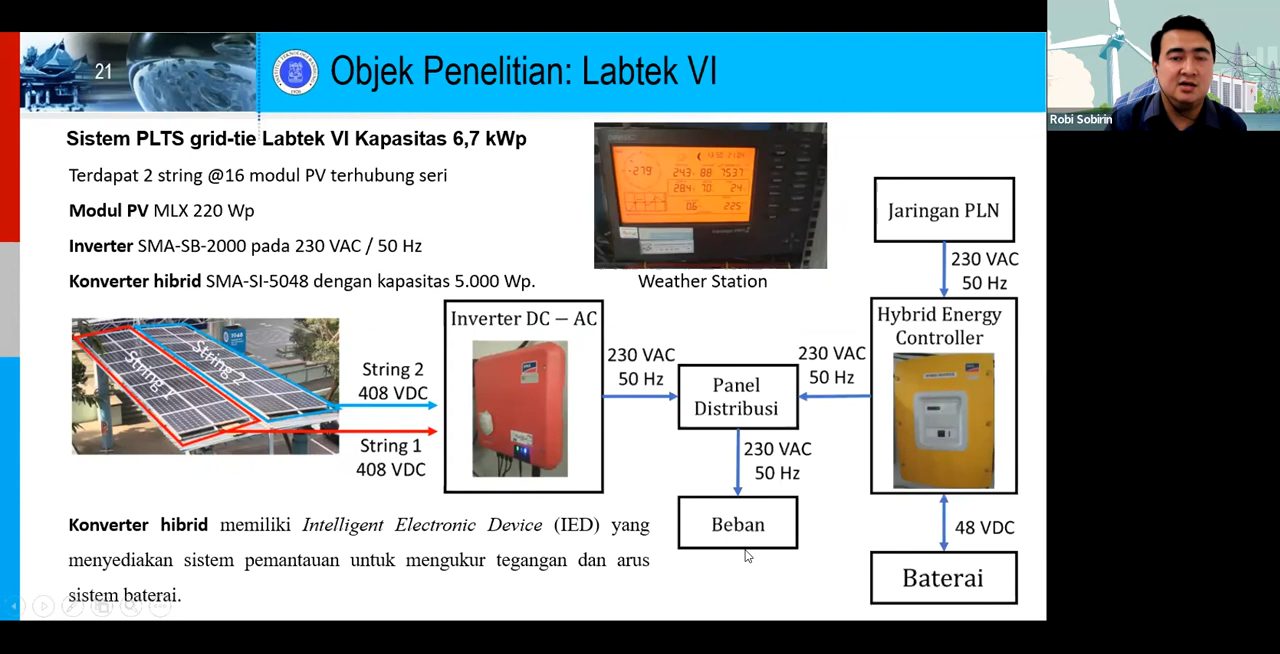 21
Objek Penelitian: Labtek VI
Robi Sobirin
Sistem PLTS grid-tie Labtek VI Kapasitas 6,7 kWp
Terdapat 2 string @16 modul PV terhubung seri
Modul PV MLX 220 Wp
Inverter SMA-SB-2000 pada 230 VAC / 50 Hz
Konverter hibrid SMA-SI-5048 dengan kapasitas 5.000 Wp.
Weather Station
Jaringan PLN
230 VAC
50 Hz
String 1
String 2
String 2
408 VDC
String 1
408 VDC
Inverter DC – AC
230 VAC
50 Hz
Panel
Distribusi
230 VAC
50 Hz
Hybrid Energy
Controller
230 VAC
50 Hz
Beban
48 VDC
Baterai
Konverter hibrid memiliki Intelligent Electronic Device (IED) yang
menyediakan sistem pemantauan untuk mengukur tegangan dan arus
sistem baterai.